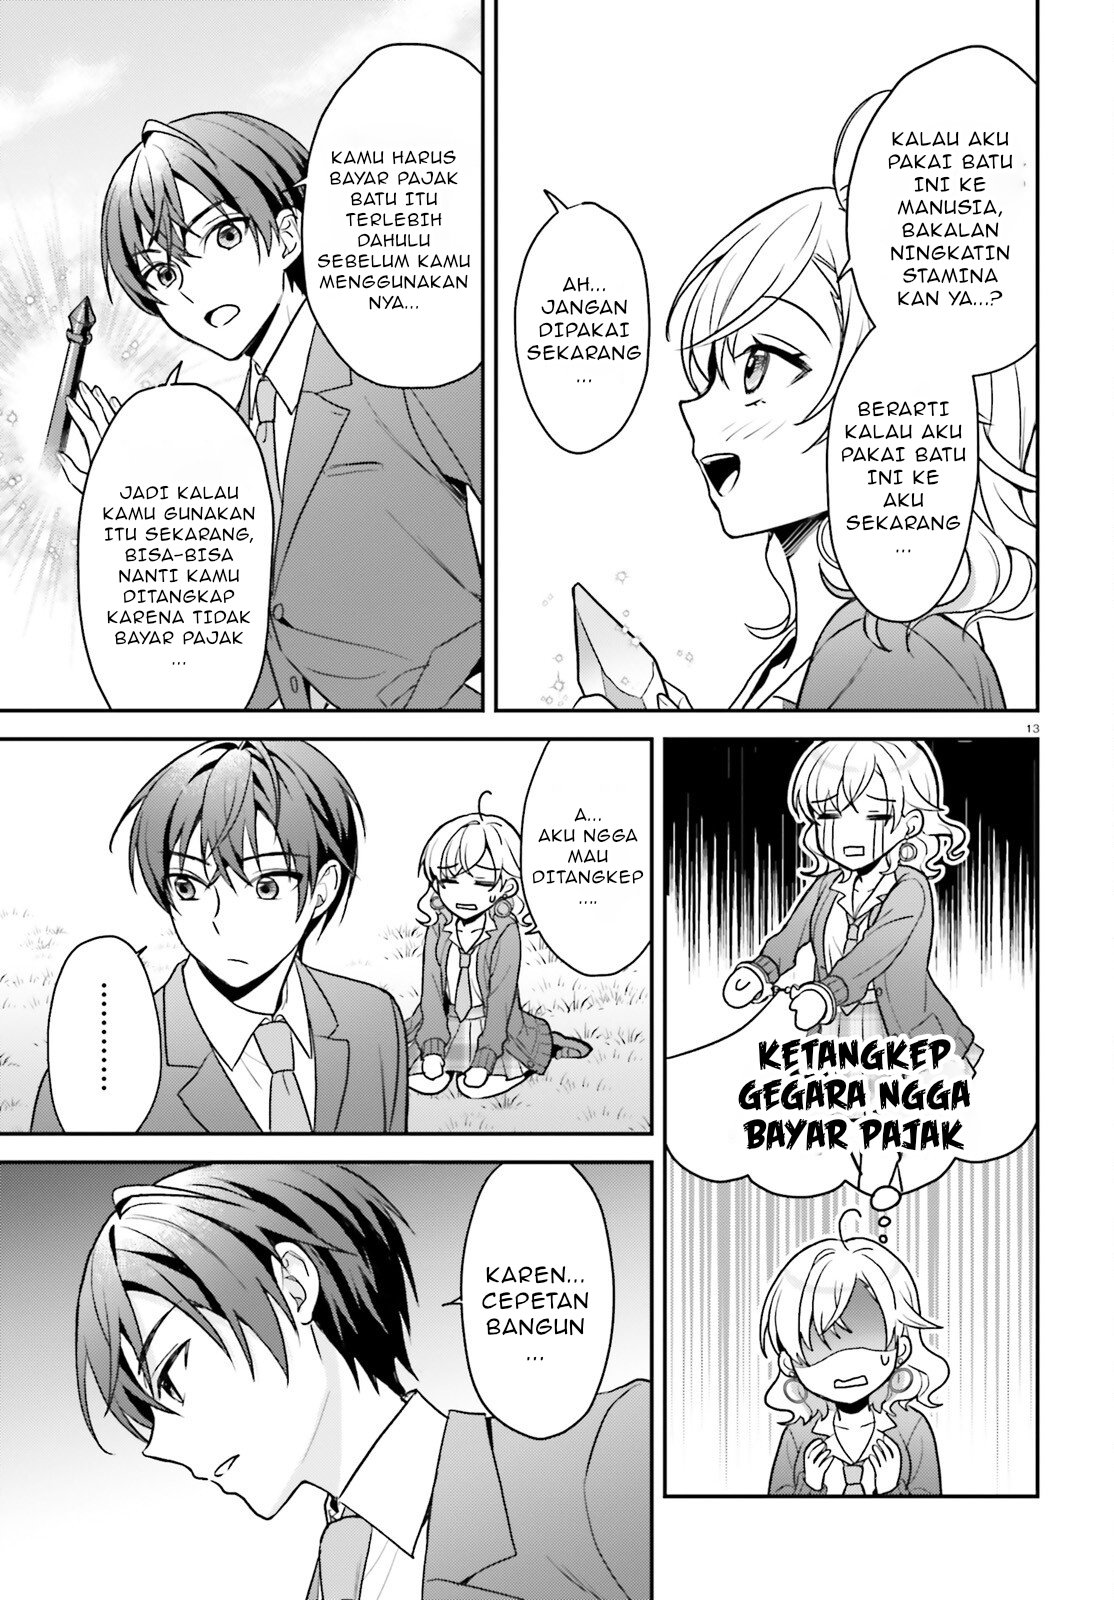 KALAU AKU
PAKAI BATU
INI KE
MANUSIA,
BAKALAN
NINGKATIN
STAMINA
KAN YA...?
BERARTI
KALAU AKU
PAKAI BATU
INI KE
AKU
SEKARANG
...
AH...
JANGAN
DIPAKAI
SEKARANG
...
KAMU HARUS
BAYAR PAJAK
BATU ITU
TERLEBIH
DAHULU
SEBELUM KAMU
MENGGUNAKAN
NYA...
JADI KALAU
KAMU GUNAKAN
ITU SEKARANG,
BISA-BISA
NANTI KAMU
DITANGKAP
KARENA TIDAK
BAYAR PAJAK
...
13
KETANGKEP
GEGARA NGGA
BAYAR PAJAK
A...
AKU NGGA
MAU
DITANGKEP
....
..........
KAREN...
CEPETAN
BANGUN
...